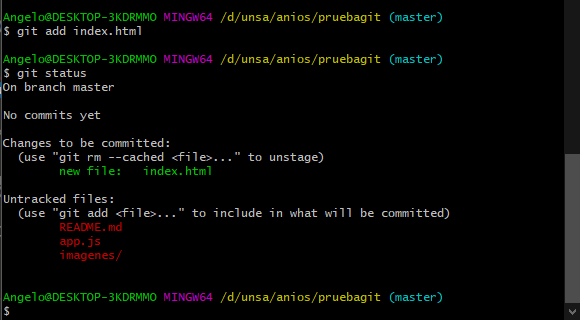 Angelo@DESKTOP-3KDRMMO MINGW64 /d/unsa/anios/pruebagit (master)
$ git add index.html
Angelo@DESKTOP-3KDRMMO MINGW64 /d/unsa/anios/pruebagit (master)
$ git status
On branch master
No commits yet
Changes to be committed:
(use "git rm --cached <file>..." to unstage)
new file: index.html
Untracked files:
(use "git add <file>..." to include in what will be committed)
README.md
app.js
imagenes/
Angelo@DESKTOP-3KDRMMO MINGW64 /d/unsa/anios/pruebagit (master)
$